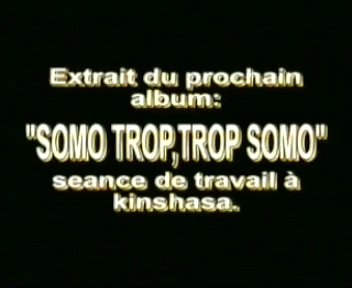 Extrait du prochain
album:
"SOMO TROP,TROP SOMO"
seance de travail à
kinshasa.